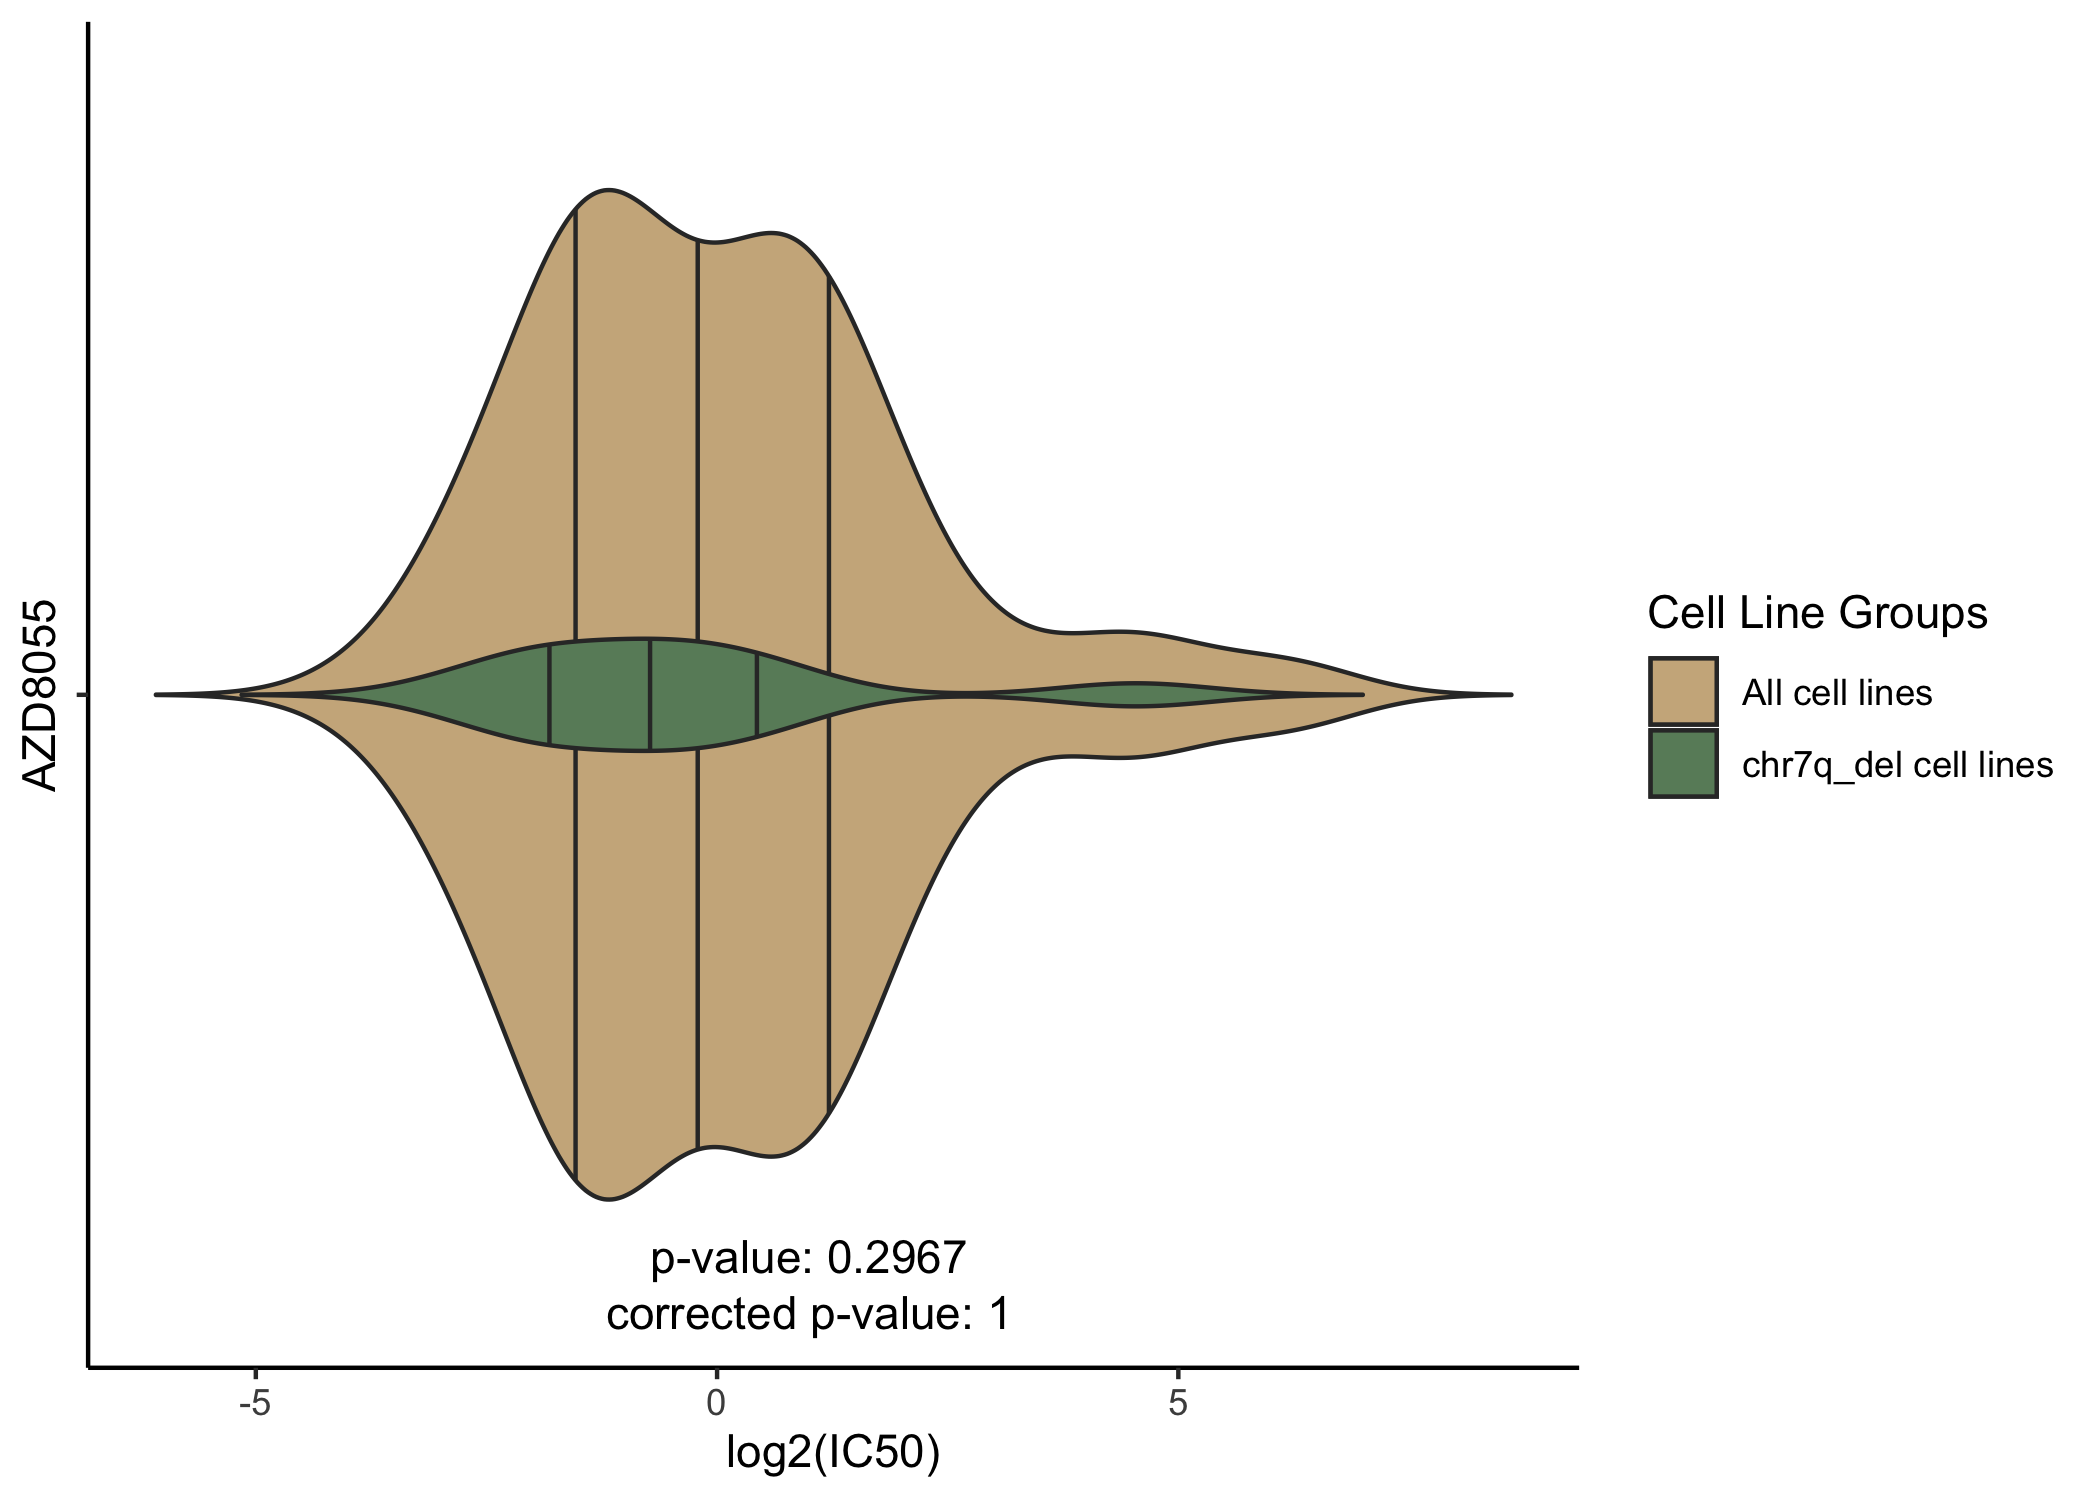 AZD8055
p-value: 0.2967
corrected p-value: 1
-5
0
5
log2(IC50)
Cell Line Groups
All cell lines
chr7q_del cell lines